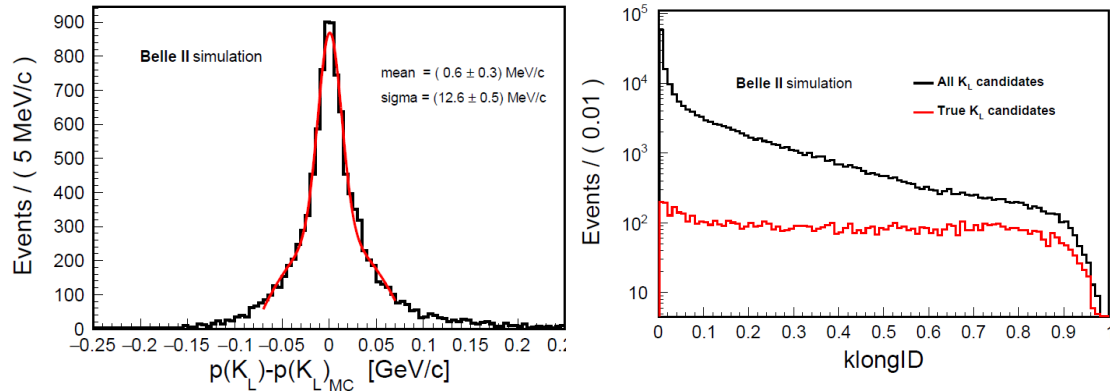 Events / ( 5 MeV/c )
900
800
700
600
500
400
300
200
100
0
Belle II simulation
mean = ( 0.6 ± 0.3) MeV/c
sigma = (12.6 ± 0.5) MeV/c
−0.25 −0.2 −0.15 −0.1 −0.05 0 0.05 0.1 0.15 0.2 0.2
p(K_L)-p(K_L)_MC [GeV/c]
Events / ( 0.01 )
10^5
10^4
10^3
10^2
10
Belle II simulation
All K_L candidates
True K_L candidates
0 0.1 0.2 0.3 0.4 0.5 0.6 0.7 0.8 0.9 1
klongID